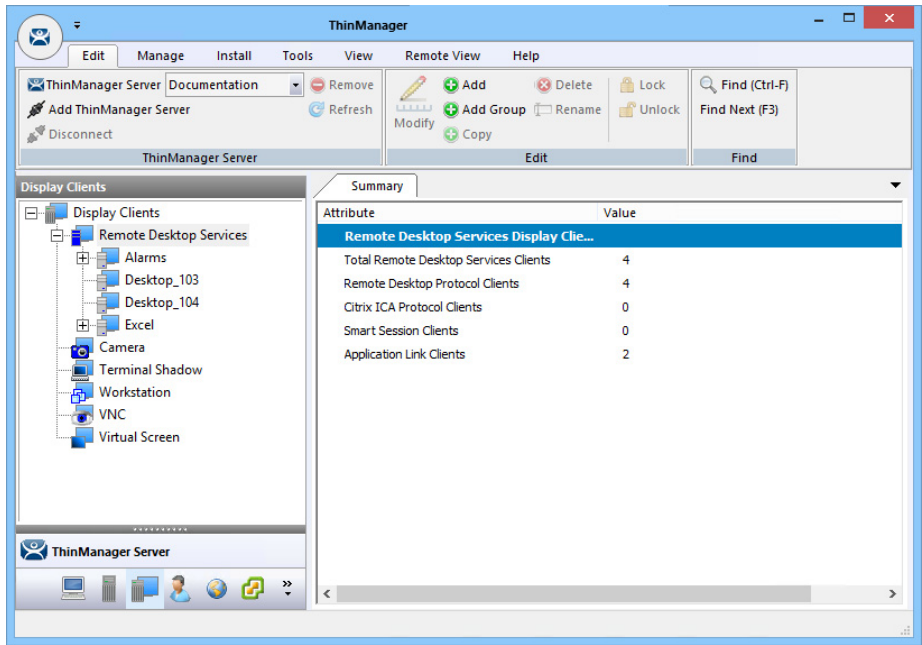 ThinManager
Edit Manage Install Tools View Remote View Help
ThinManager Server Documentation Remove
Add ThinManager Server Refresh
Disconnect
ThinManager Server
Modify
Add Delete Lock
Add Group Rename Unlock
Copy
Edit
Find (Ctrl-F)
Find Next (F3)
Find
Display Clients
Display Clients
Remote Desktop Services
Alarms
Desktop_103
Desktop_104
Excel
Camera
Terminal Shadow
Workstation
VNC
Virtual Screen
ThinManager Server
Summary
Attribute Value
Remote Desktop Services Display Clie...
Total Remote Desktop Services Clients 4
Remote Desktop Protocol Clients 4
Citrix ICA Protocol Clients 0
Smart Session Clients 0
Application Link Clients 2